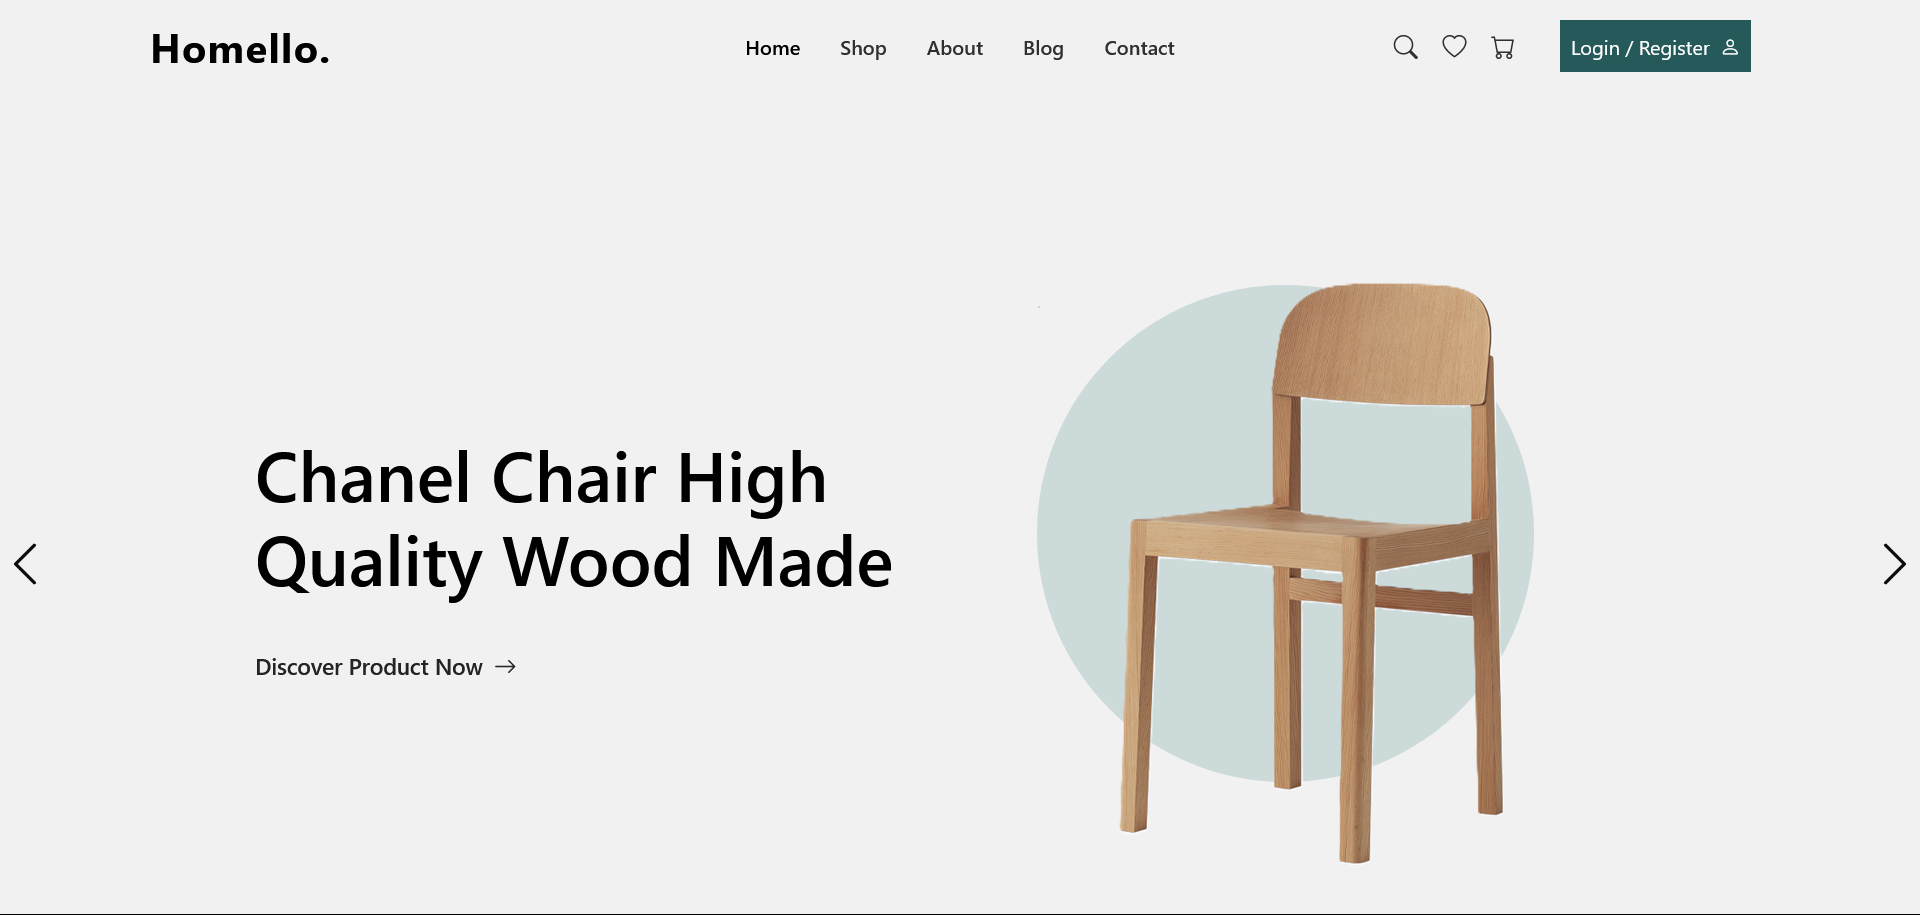 Homello.
Home Shop About Blog Contact
Login / Register
Chanel Chair High
Quality Wood Made
Discover Product Now